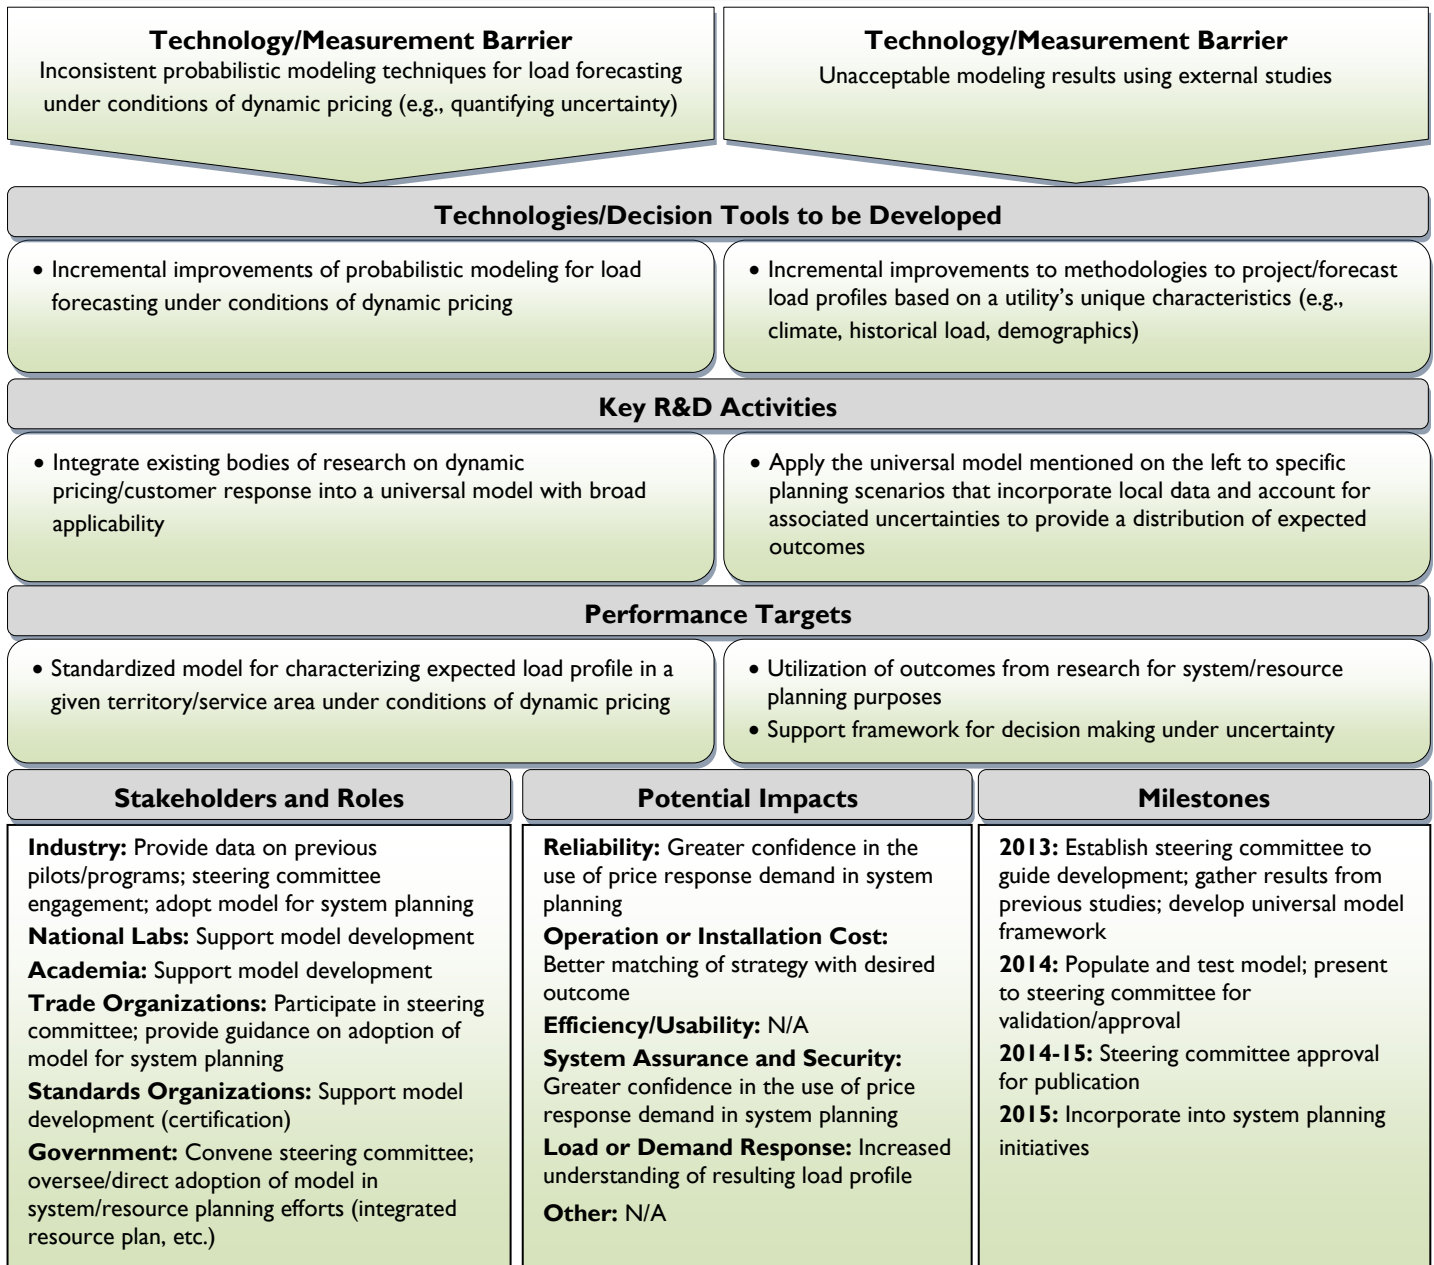 Technology/Measurement Barrier
Inconsistent probabilistic modeling techniques for load forecasting
under conditions of dynamic pricing (e.g., quantifying uncertainty)
Technology/Measurement Barrier
Unacceptable modeling results using external studies
Technologies/Decision Tools to be Developed
• Incremental improvements of probabilistic modeling for load
forecasting under conditions of dynamic pricing
• Incremental improvements to methodologies to project/forecast
load profiles based on a utility's unique characteristics (e.g.,
climate, historical load, demographics)
Key R&D Activities
• Integrate existing bodies of research on dynamic
pricing/customer response into a universal model with broad
applicability
• Apply the universal model mentioned on the left to specific
planning scenarios that incorporate local data and account for
associated uncertainties to provide a distribution of expected
outcomes
Performance Targets
• Standardized model for characterizing expected load profile in a
given territory/service area under conditions of dynamic pricing
• Utilization of outcomes from research for system/resource
planning purposes
• Support framework for decision making under uncertainty
Stakeholders and Roles
Industry: Provide data on previous
pilots/programs; steering committee
engagement; adopt model for system planning
National Labs: Support model development
Academia: Support model development
Trade Organizations: Participate in steering
committee; provide guidance on adoption of
model for system planning
Standards Organizations: Support model
development (certification)
Government: Convene steering committee;
oversee/direct adoption of model in
system/resource planning efforts (integrated
resource plan, etc.)
Potential Impacts
Reliability: Greater confidence in the
use of price response demand in system
planning
Operation or Installation Cost:
Better matching of strategy with desired
outcome
Efficiency/Usability: N/A
System Assurance and Security:
Greater confidence in the use of price
response demand in system planning
Load or Demand Response: Increased
understanding of resulting load profile
Other: N/A
Milestones
2013: Establish steering committee to
guide development; gather results from
previous studies; develop universal model
framework
2014: Populate and test model; present
to steering committee for
validation/approval
2014-15: Steering committee approval
for publication
2015: Incorporate into system planning
initiatives